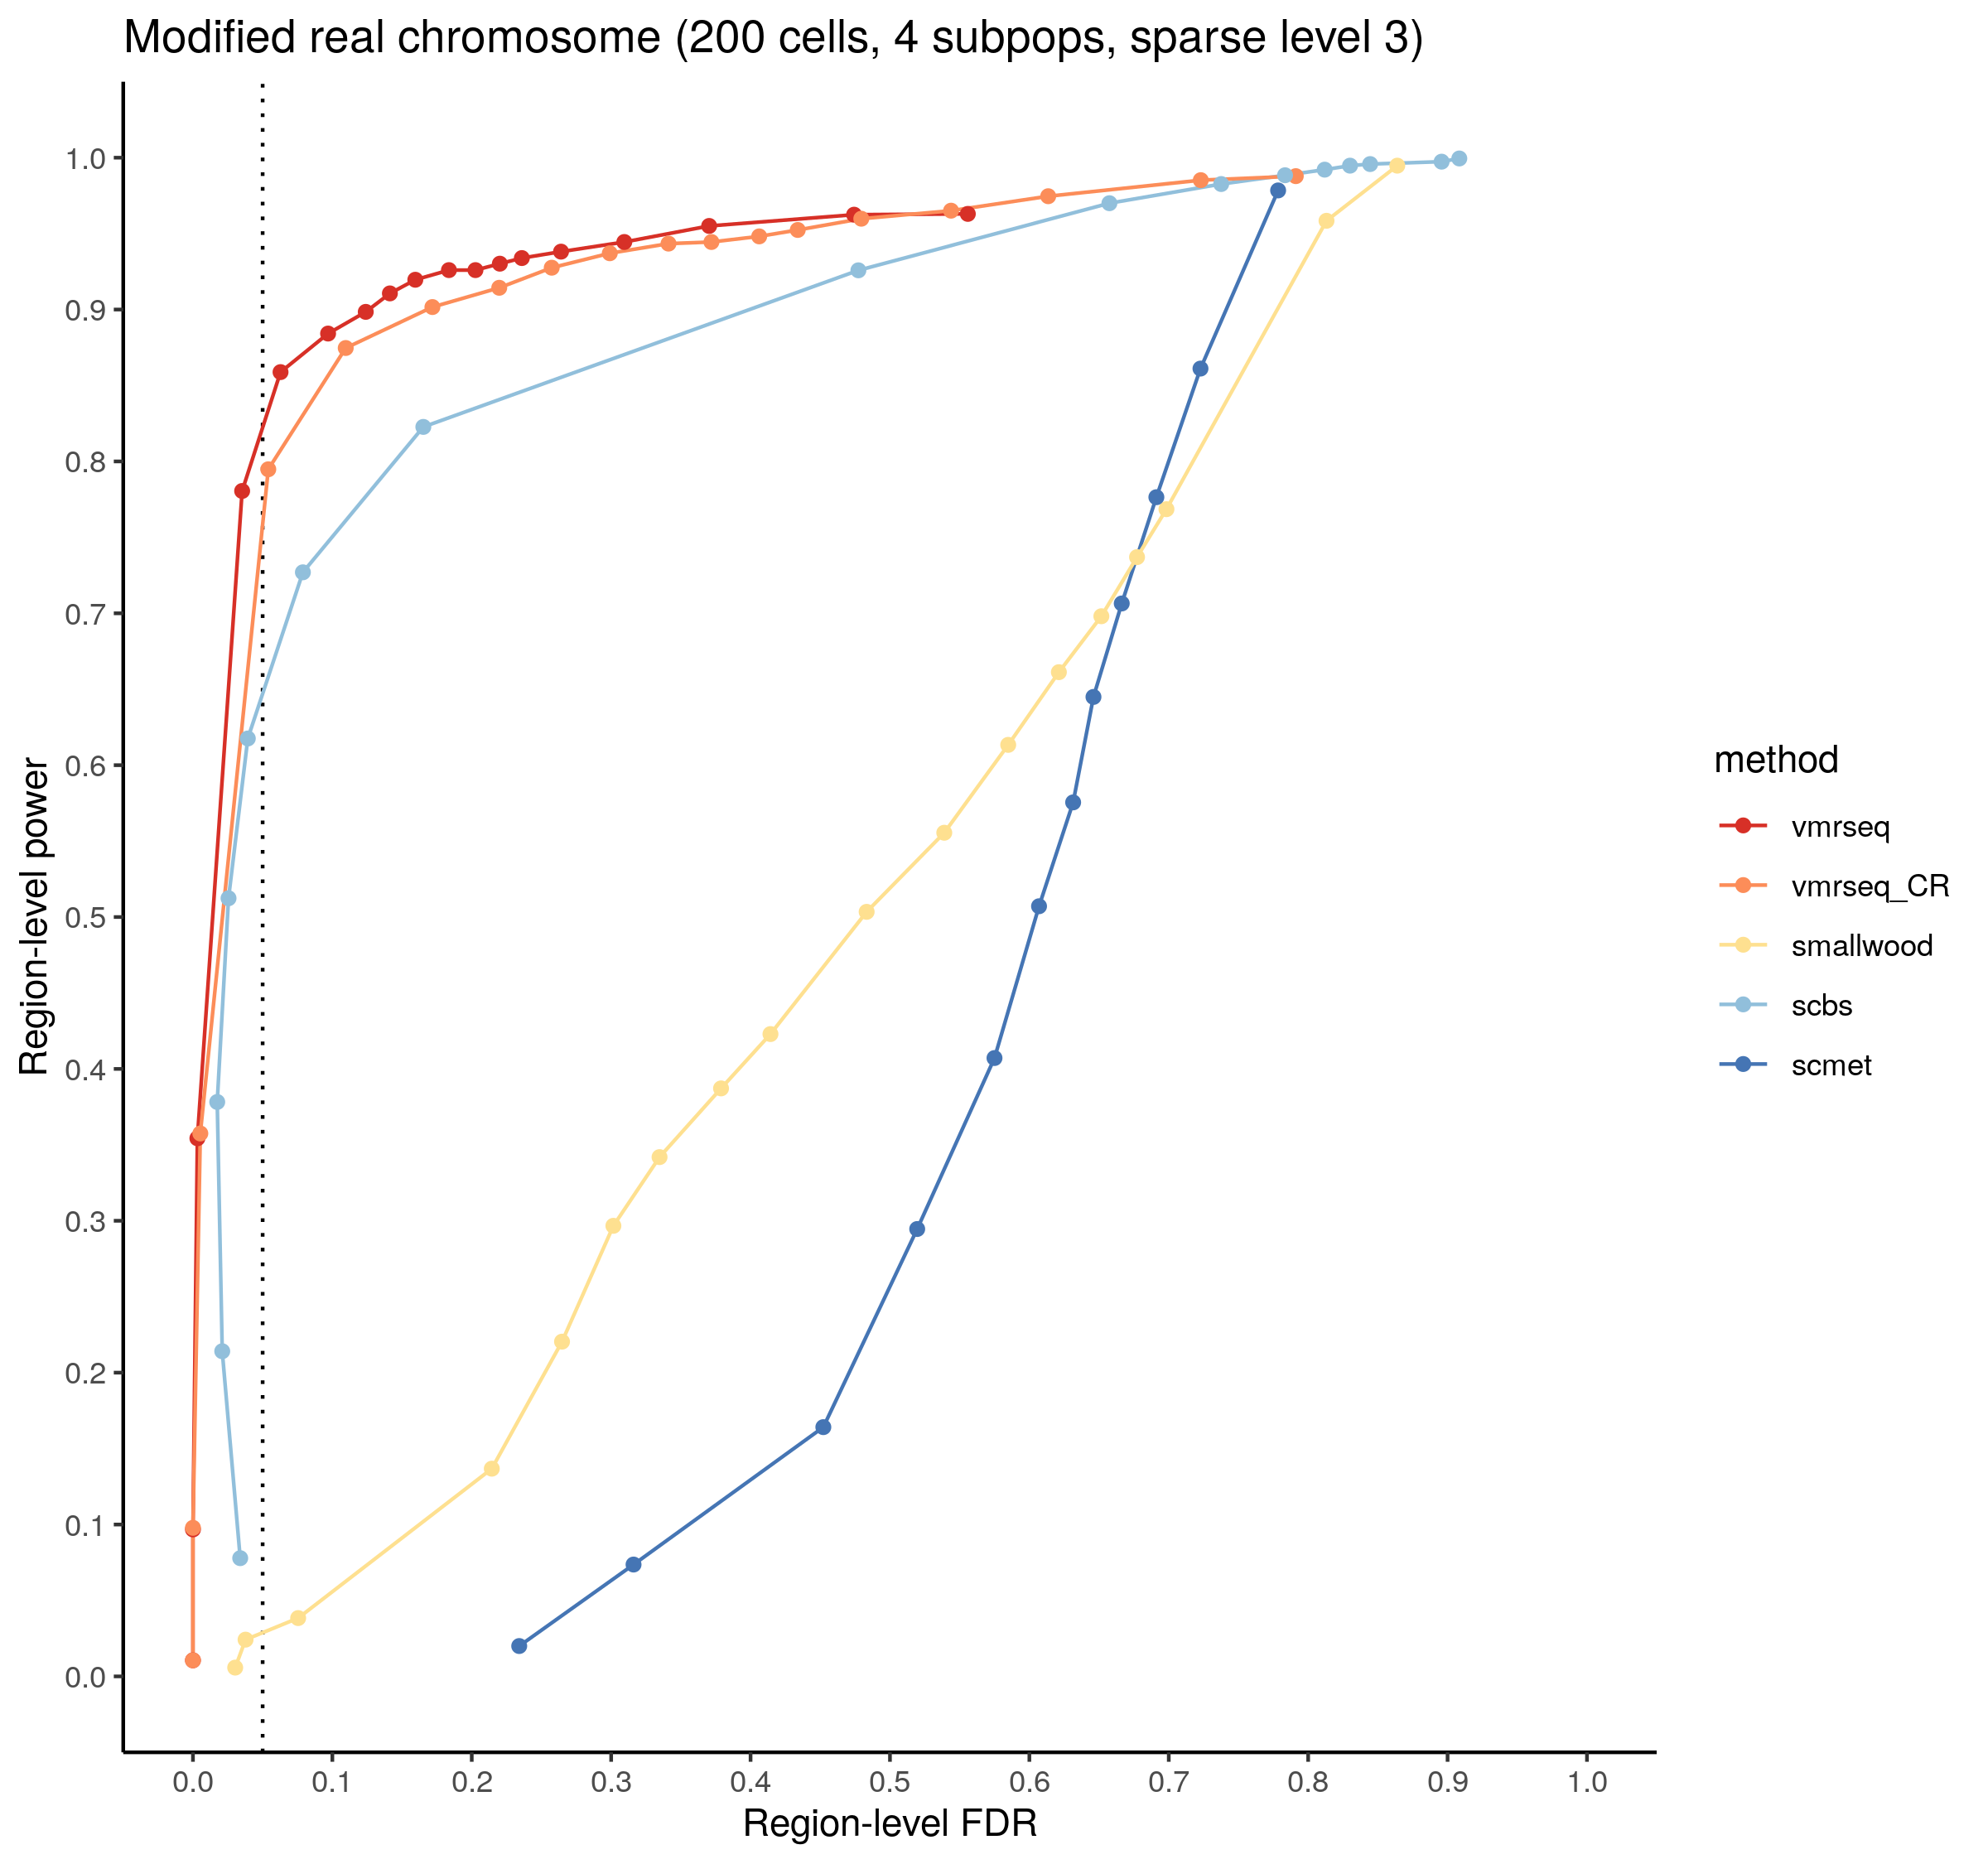 Modified real chromosome (200 cells, 4 subpops, sparse level 3)
Region-level power
1.0
0.9
0.8
0.7
0.6
0.5
0.4
0.3
0.2
0.1
0.0
0.0 0.1 0.2 0.3 0.4 0.5 0.6 0.7 0.8 0.9 1.0
Region-level FDR
method
vmrseq
vmrseq_CR
smallwood
scbs
scmet